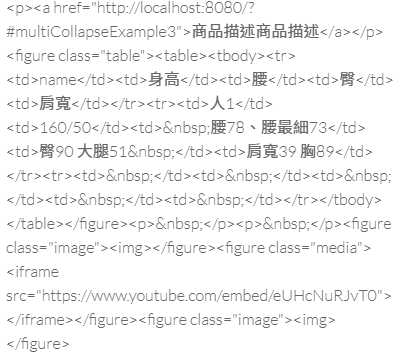 <p><a href="http://localhost:8080/?
#multiCollapseExample3">商品描述商品描述</a></p>
<figure class="table"><table><tbody><tr>
<td>name</td><td>身高</td><td>腰</td><td>臀</td>
<td>肩寬</td></tr><tr><td>人1</td>
<td>160/50</td><td>&nbsp;腰78、腰最細73</td>
<td>臀90 大腿51&nbsp;</td><td>肩寬39 胸89</td>
</tr><tr><td>&nbsp;</td><td>&nbsp;</td><td>&nbsp;
</td><td>&nbsp;</td><td>&nbsp;</td></tr></tbody>
</table></figure><p>&nbsp;</p><p>&nbsp;</p><figure
class="image"><img></figure><figure class="media">
<iframe
src="https://www.youtube.com/embed/eUHcNuRJvT0">
</iframe></figure><figure class="image"><img>
</figure>